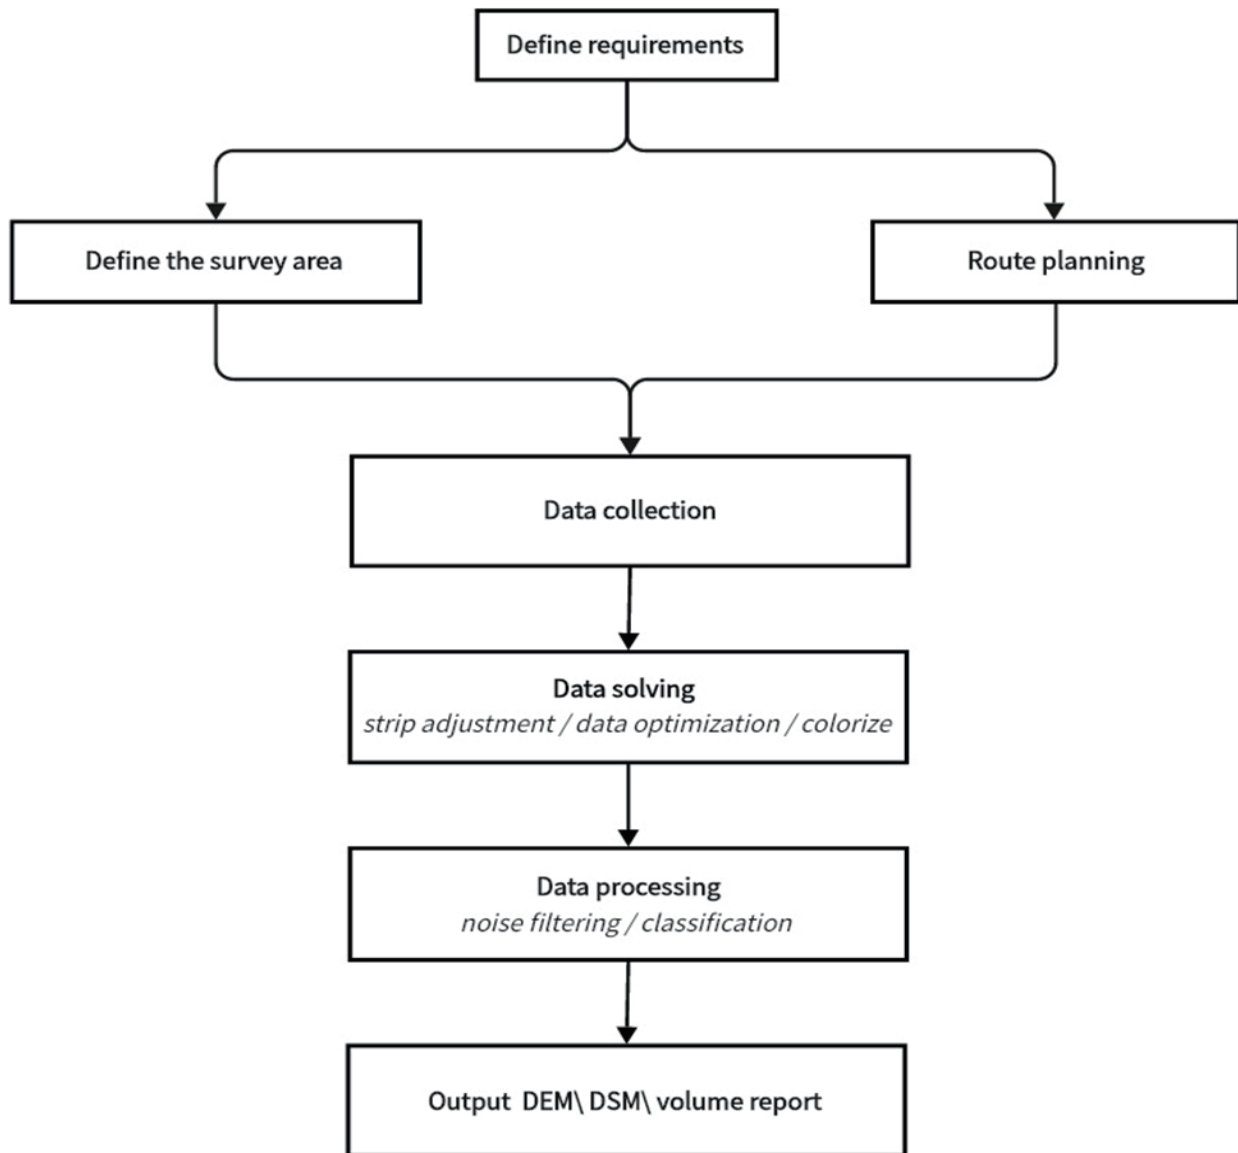 Define requirements
Define the survey area
Route planning
Data collection
Data solving
strip adjustment / data optimization / colorize
Data processing
noise filtering / classification
Output DEM\ DSM\ volume report